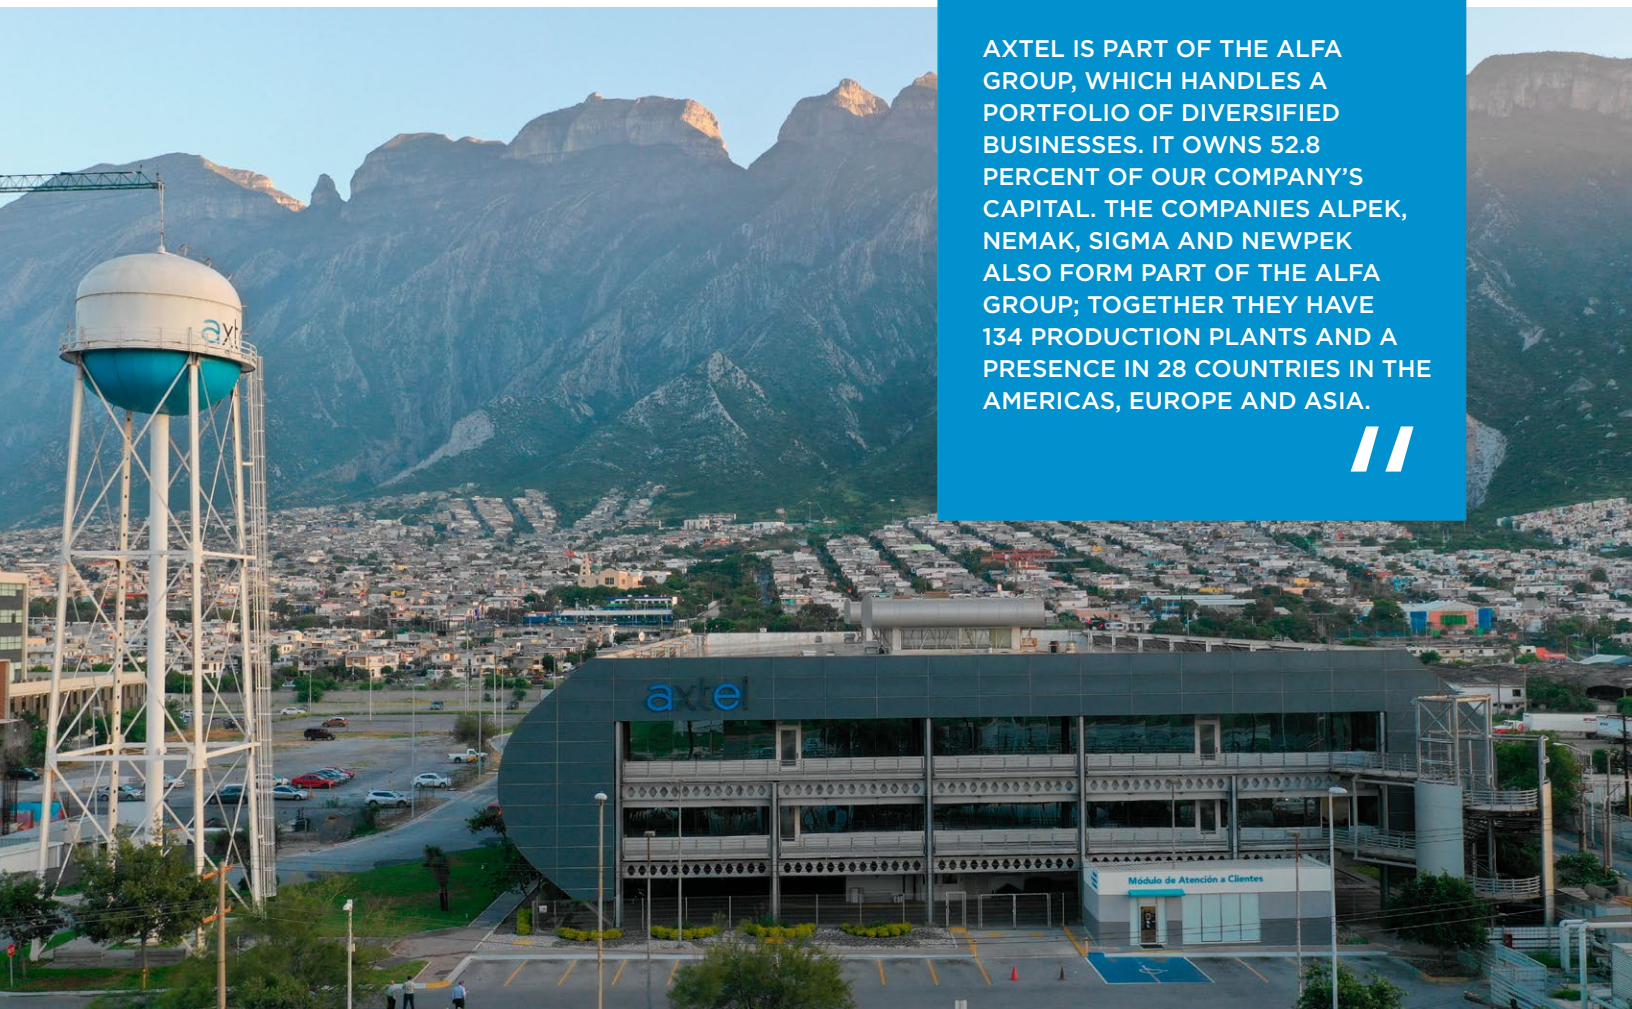 AXTEL IS PART OF THE ALFA
GROUP, WHICH HANDLES A
PORTFOLIO OF DIVERSIFIED
BUSINESSES. IT OWNS 52.8
PERCENT OF OUR COMPANY’S
CAPITAL. THE COMPANIES ALPEK,
NEMAK, SIGMA AND NEWPEK
ALSO FORM PART OF THE ALFA
GROUP; TOGETHER THEY HAVE
134 PRODUCTION PLANTS AND A
PRESENCE IN 28 COUNTRIES IN THE
AMERICAS, EUROPE AND ASIA.
"
axt
axtel
Módulo de Atención a Clientes